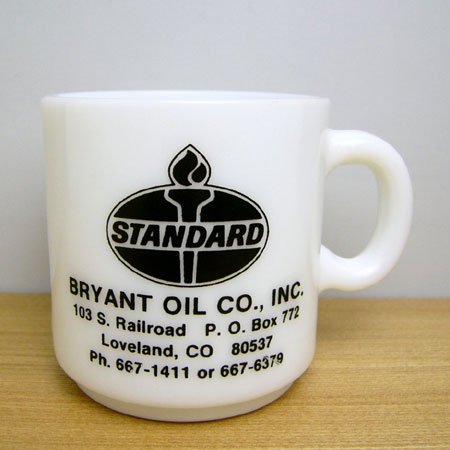 STANDARD
BRYANT OIL CO., INC.
103 S. Railroad P. O. Box 772
Loveland, CO 80537
Ph. 667-1411 or 667-6379